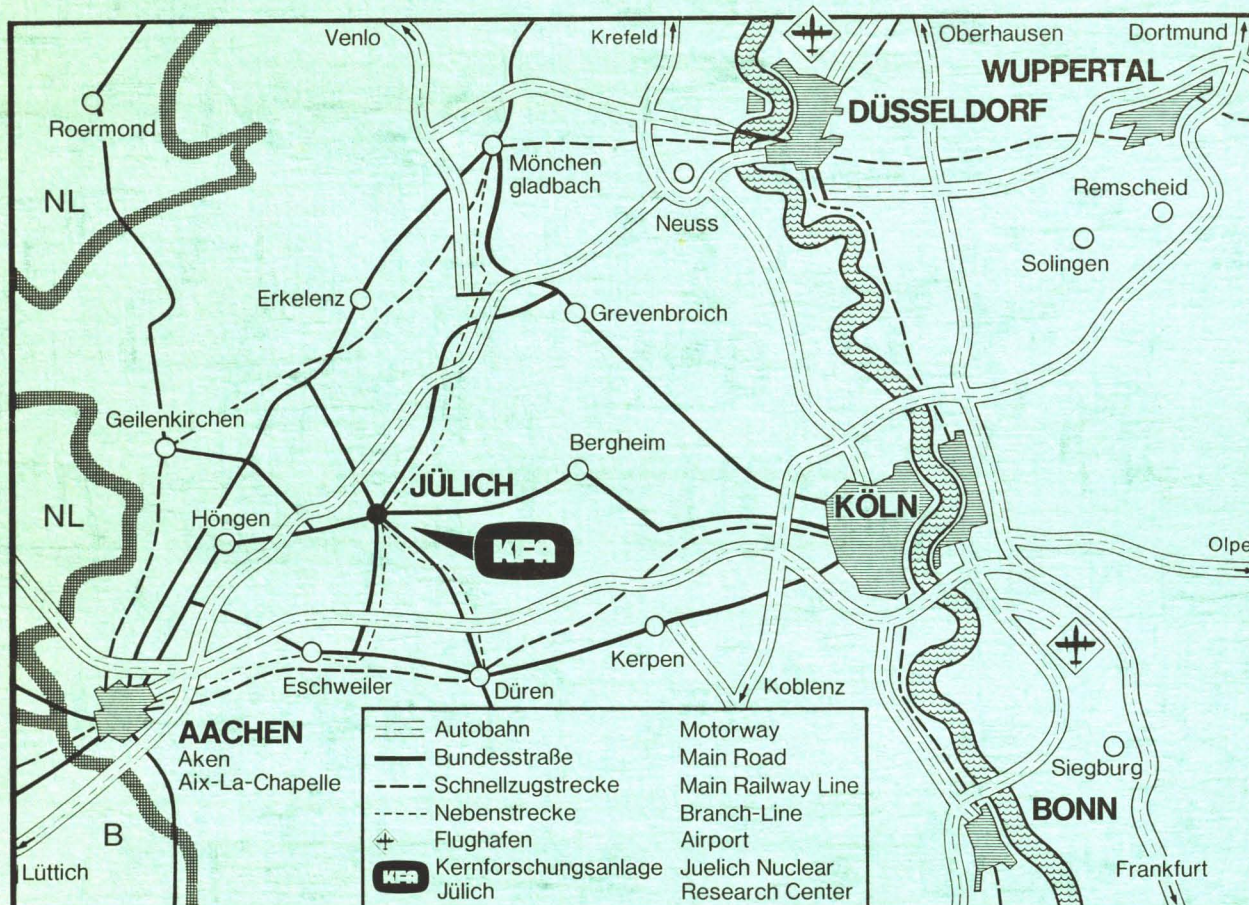 Venlo
Krefeld
Oberhausen
Dortmund
WUPPERTAL
DÜSSELDORF
Roermond
Mönchen
gladbach
NL
Neuss
Remscheid
Solingen
Erkelenz
Grevenbroich
Geilenkirchen
Bergheim
JÜLICH
NL
Höngen
KFA
KÖLN
Olpe
Kerpen
Eschweiler
Düren
Koblenz
AACHEN
Aken
Aix-La-Chapelle
Siegburg
BONN
B
Lüttich
Frankfurt
Autobahn Motorway
Bundesstraße Main Road
Schnellzugstrecke Main Railway Line
Nebenstrecke Branch-Line
Flughafen Airport
KFA Kernforschungsanlage Juelich Nuclear
Jülich Research Center